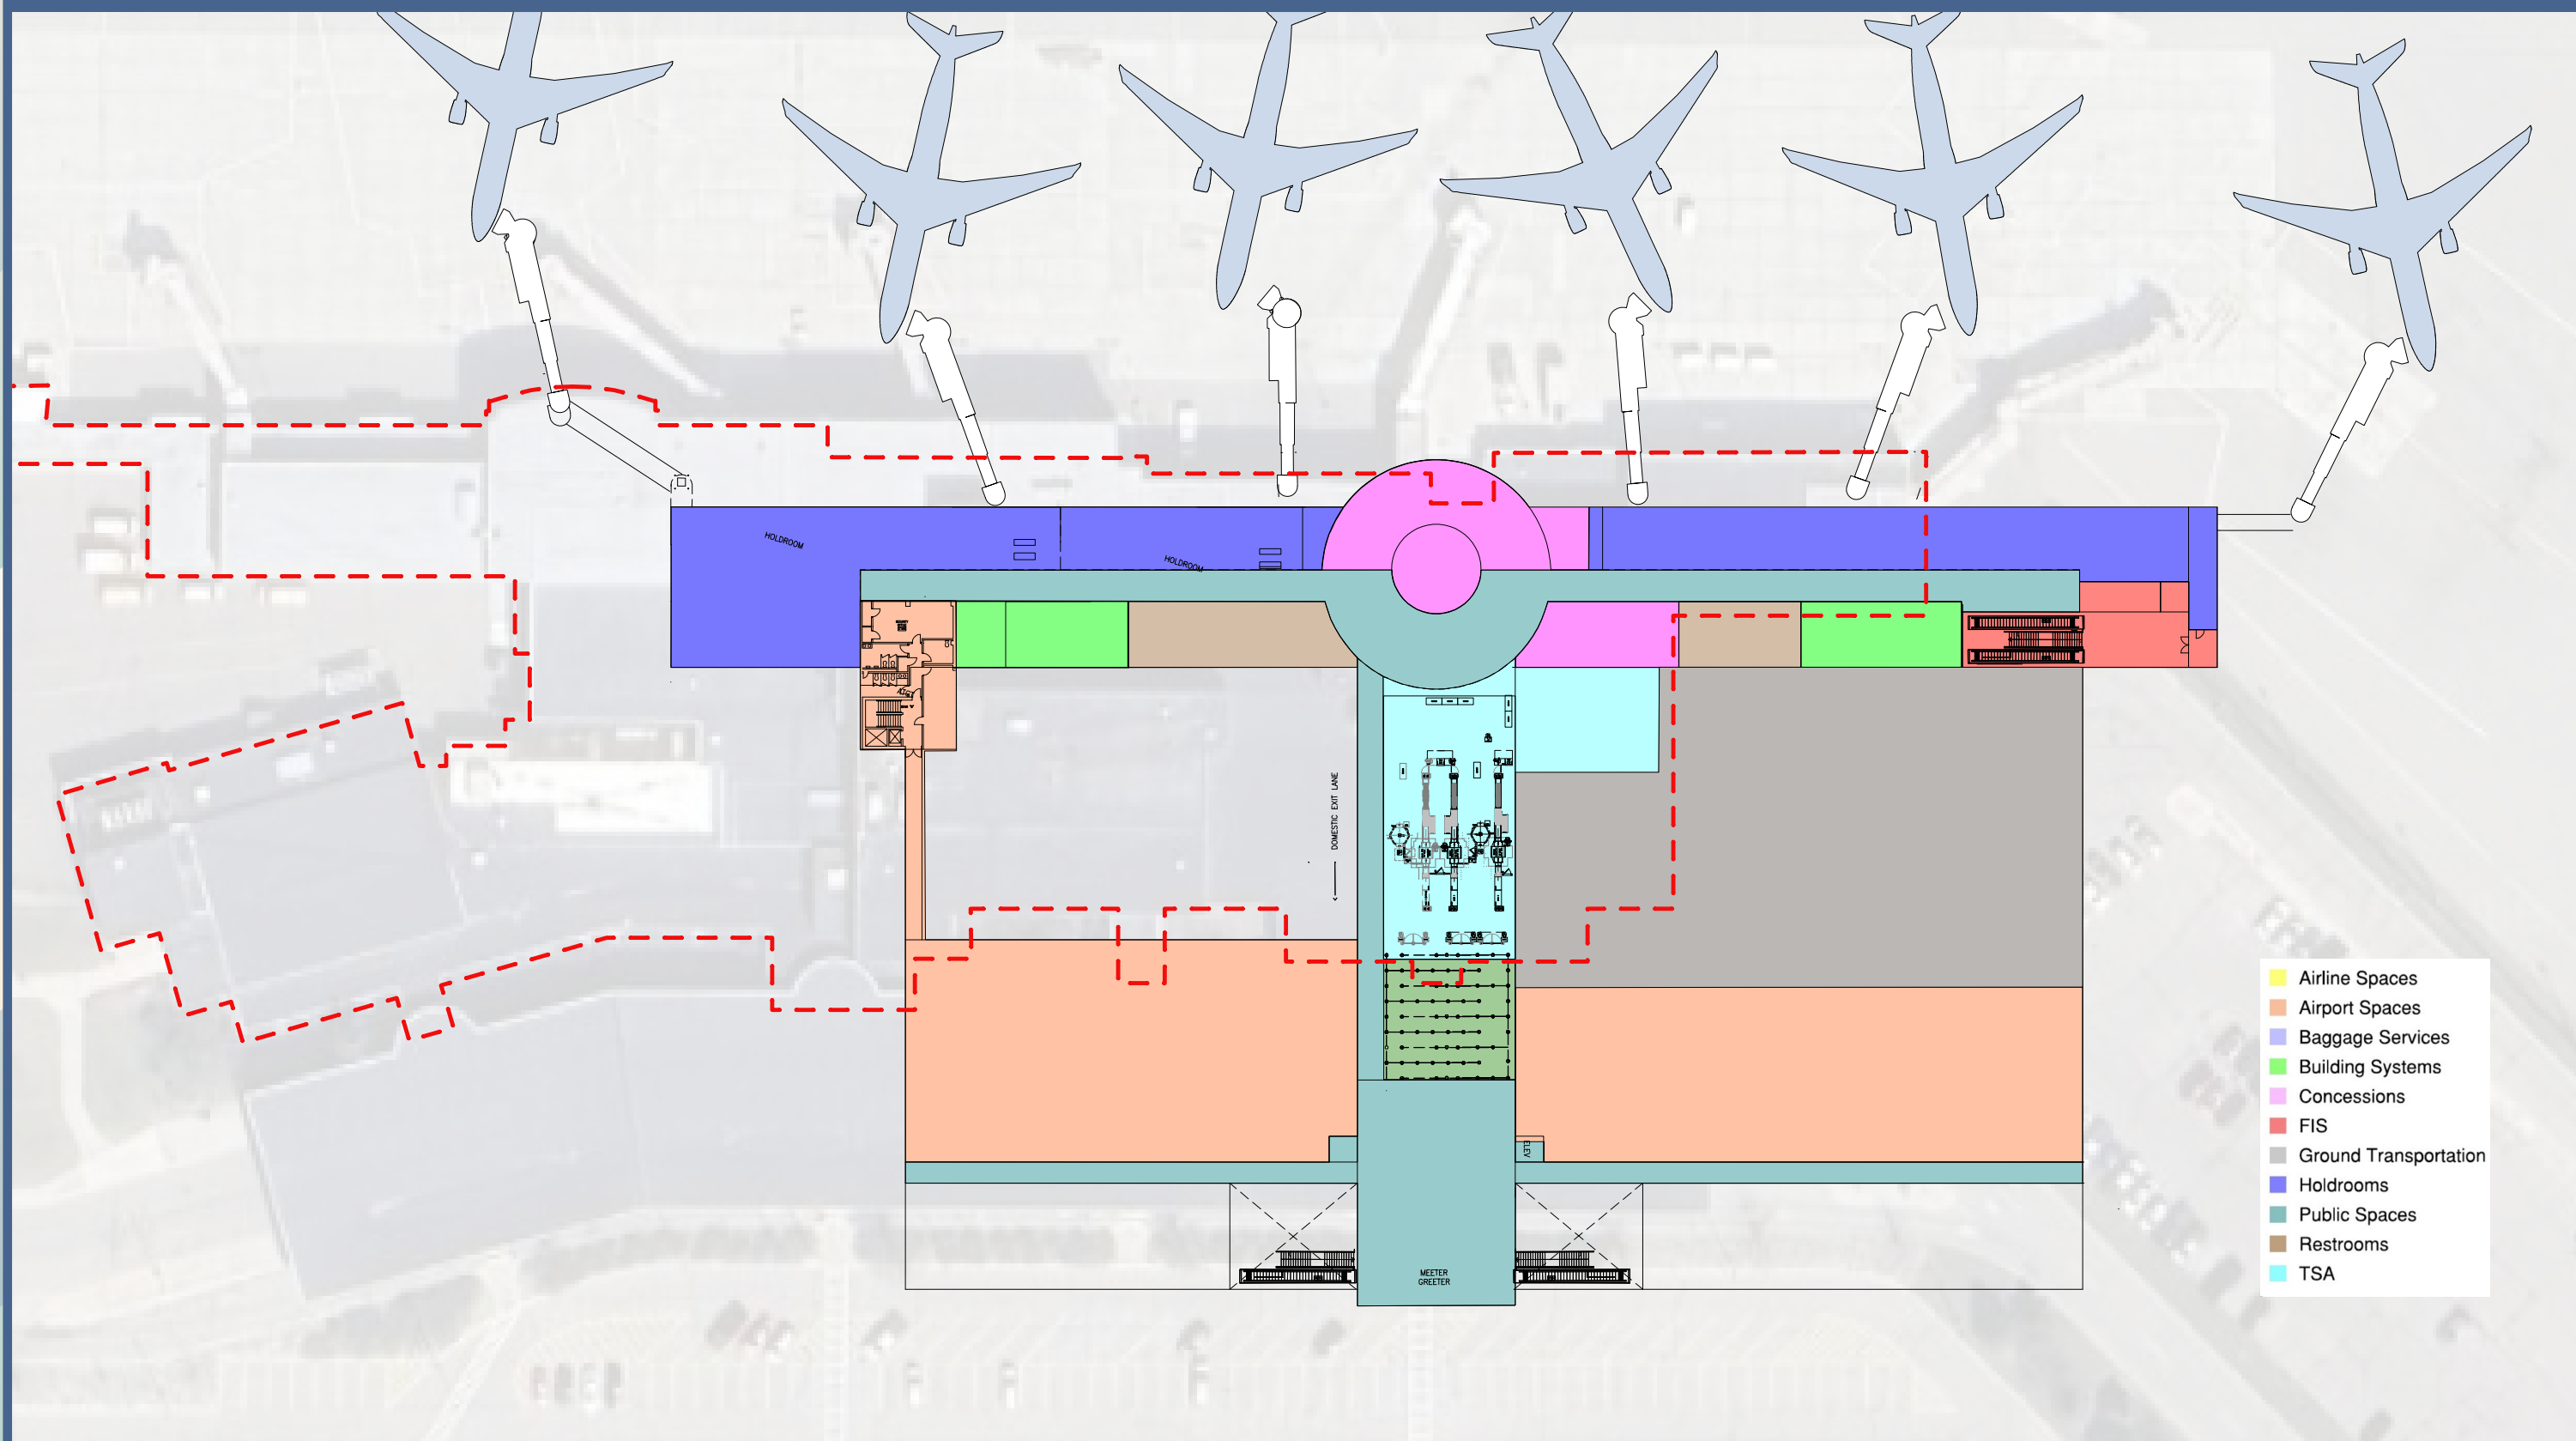 HOLDROOM
HOLDROOM
DOMESTIC EXIT LANE
ELEV
MEETER
GREETER
Airline Spaces
Airport Spaces
Baggage Services
Building Systems
Concessions
FIS
Ground Transportation
Holdrooms
Public Spaces
Restrooms
TSA